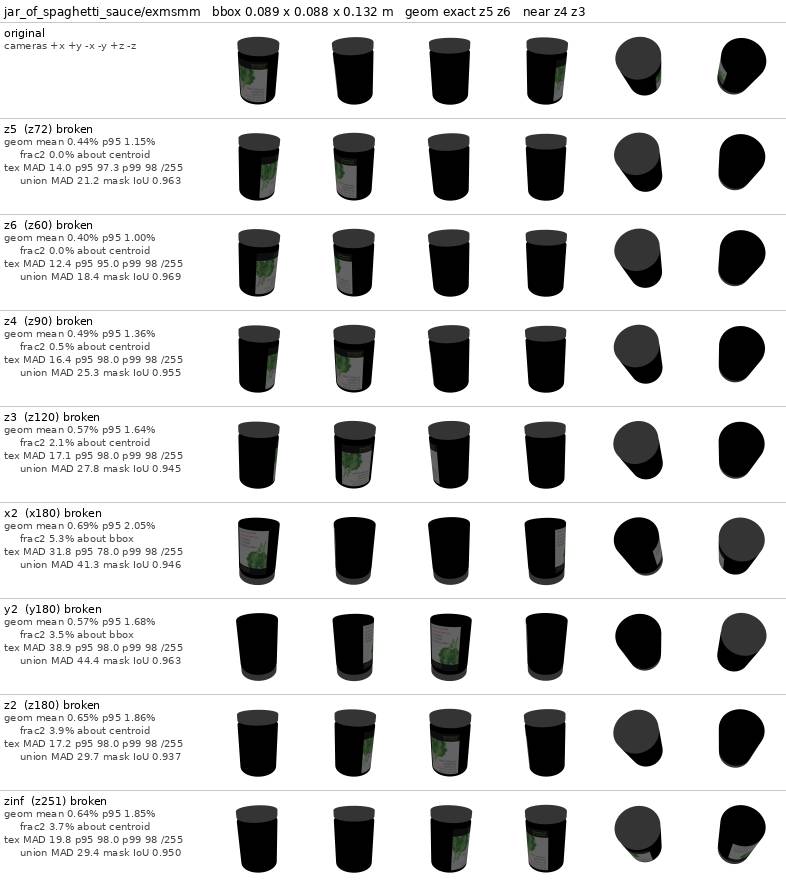 jar_of_spaghetti_sauce/exmsmm bbox 0.089 x 0.088 x 0.132 m geom exact z5 z6 near z4 z3
original
cameras +x +y -x -y +z -z
z5 (z72) broken
geom mean 0.44% p95 1.15%
frac2 0.0% about centroid
tex MAD 14.0 p95 97.3 p99 98 /255
union MAD 21.2 mask IoU 0.963
z6 (z60) broken
geom mean 0.40% p95 1.00%
frac2 0.0% about centroid
tex MAD 12.4 p95 95.0 p99 98 /255
union MAD 18.4 mask IoU 0.969
z4 (z90) broken
geom mean 0.49% p95 1.36%
frac2 0.5% about centroid
tex MAD 16.4 p95 98.0 p99 98 /255
union MAD 25.3 mask IoU 0.955
z3 (z120) broken
geom mean 0.57% p95 1.64%
frac2 2.1% about centroid
tex MAD 17.1 p95 98.0 p99 98 /255
union MAD 27.8 mask IoU 0.945
x2 (x180) broken
geom mean 0.69% p95 2.05%
frac2 5.3% about bbox
tex MAD 31.8 p95 78.0 p99 98 /255
union MAD 41.3 mask IoU 0.946
y2 (y180) broken
geom mean 0.57% p95 1.68%
frac2 3.5% about bbox
tex MAD 38.9 p95 98.0 p99 98 /255
union MAD 44.4 mask IoU 0.963
z2 (z180) broken
geom mean 0.65% p95 1.86%
frac2 3.9% about centroid
tex MAD 17.2 p95 98.0 p99 98 /255
union MAD 29.7 mask IoU 0.937
zinf (z251) broken
geom mean 0.64% p95 1.85%
frac2 3.7% about centroid
tex MAD 19.8 p95 98.0 p99 98 /255
union MAD 29.4 mask IoU 0.950